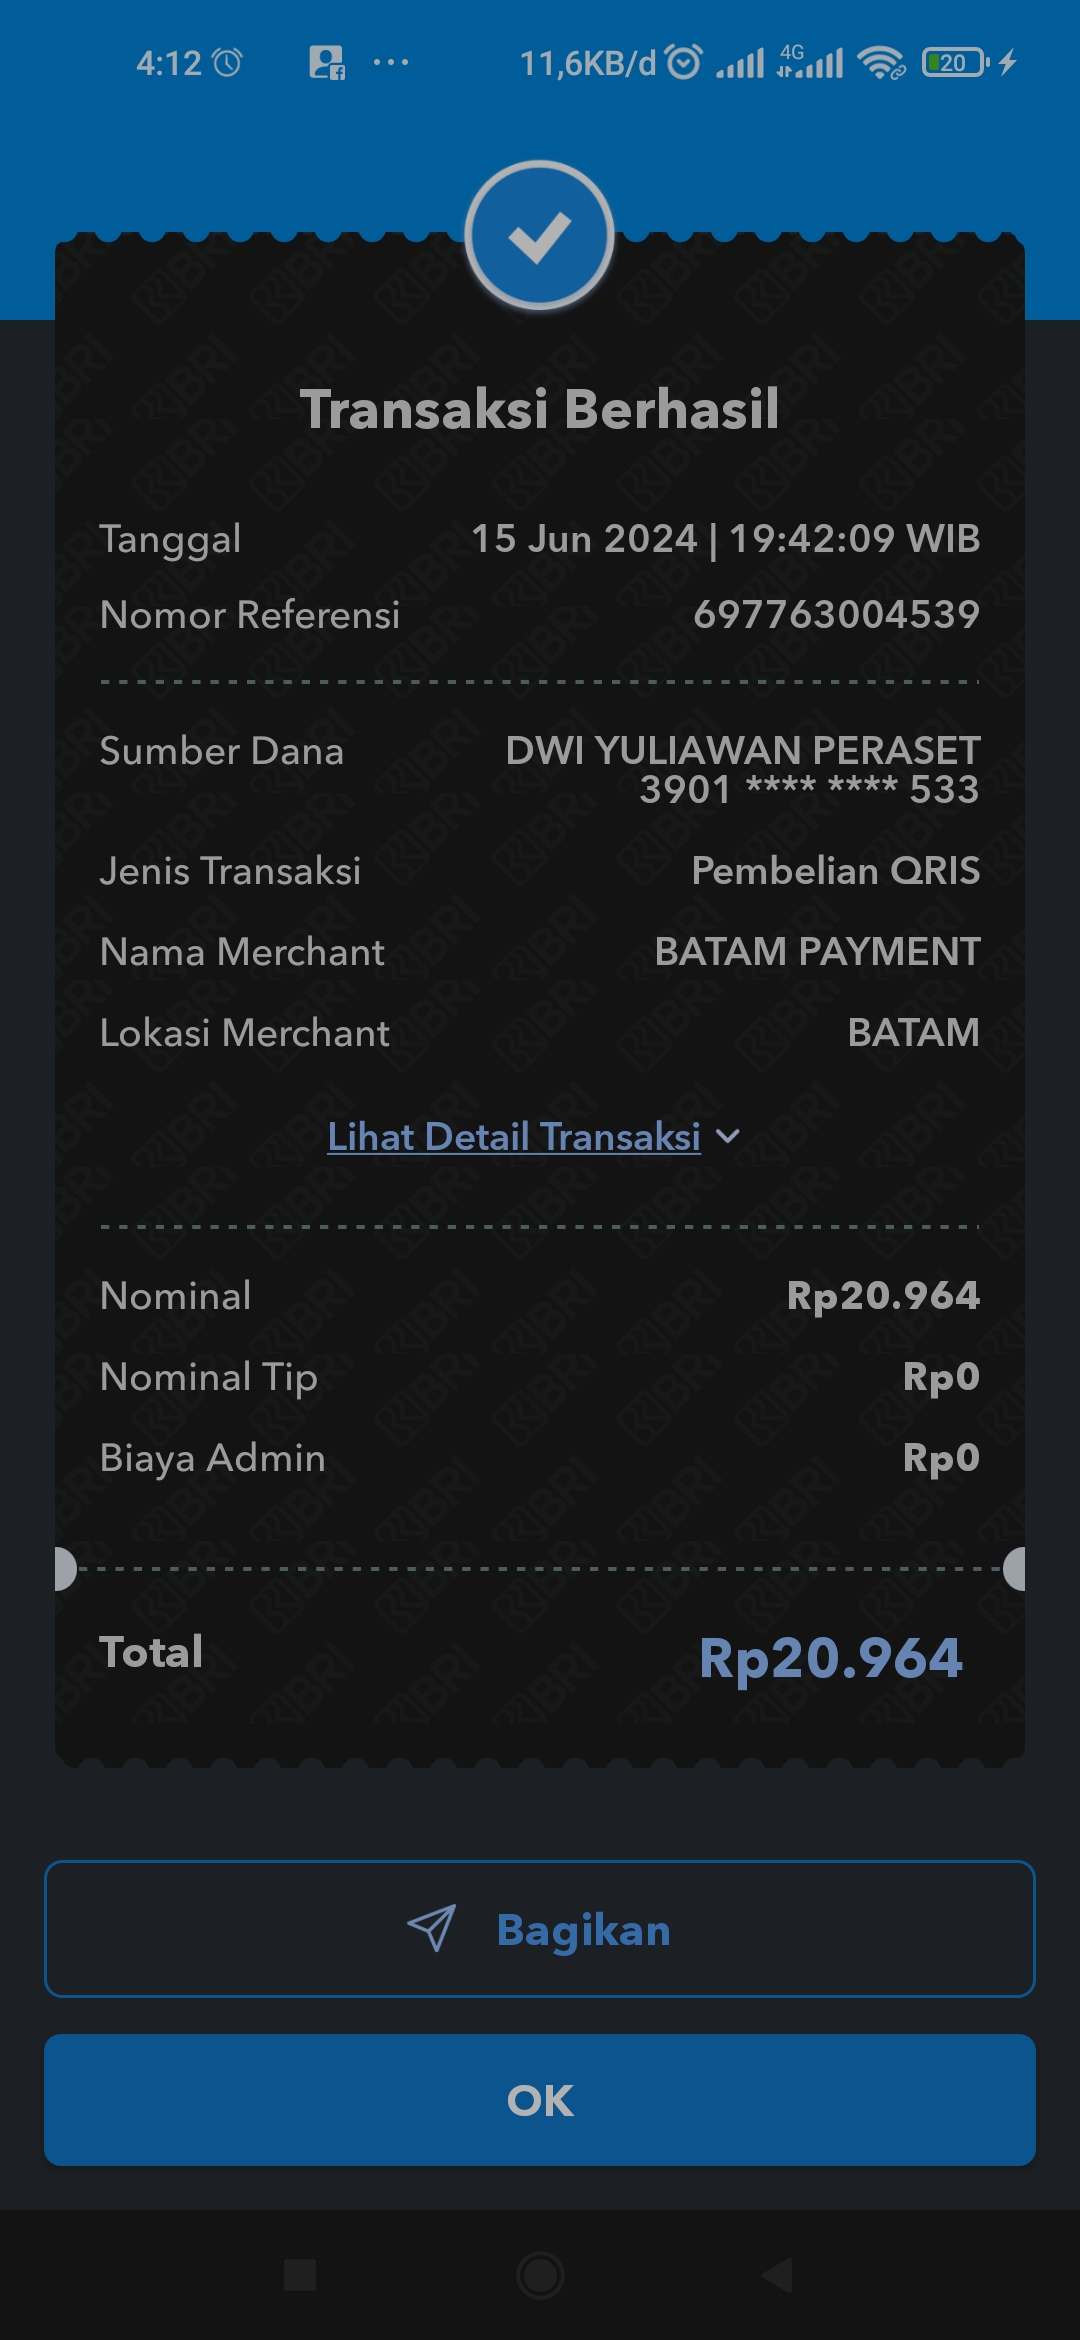 4:12 11,6KB/d 4G 20
Transaksi Berhasil
Tanggal 15 Jun 2024 | 19:42:09 WIB
Nomor Referensi 697763004539
Sumber Dana DWI YULIAWAN PERASET
3901 **** **** 533
Jenis Transaksi Pembelian QRIS
Nama Merchant BATAM PAYMENT
Lokasi Merchant BATAM
Lihat Detail Transaksi
Nominal Rp20.964
Nominal Tip Rp0
Biaya Admin Rp0
Total Rp20.964
Bagikan
OK